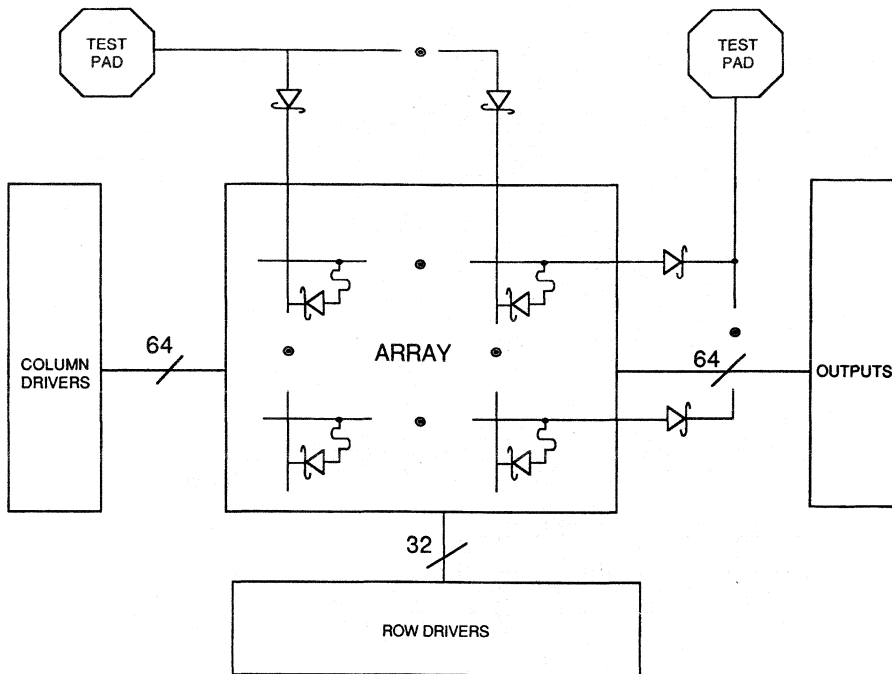 TEST
PAD
TEST
PAD
64
COLUMN
DRIVERS
ARRAY
64
OUTPUTS
32
ROW DRIVERS